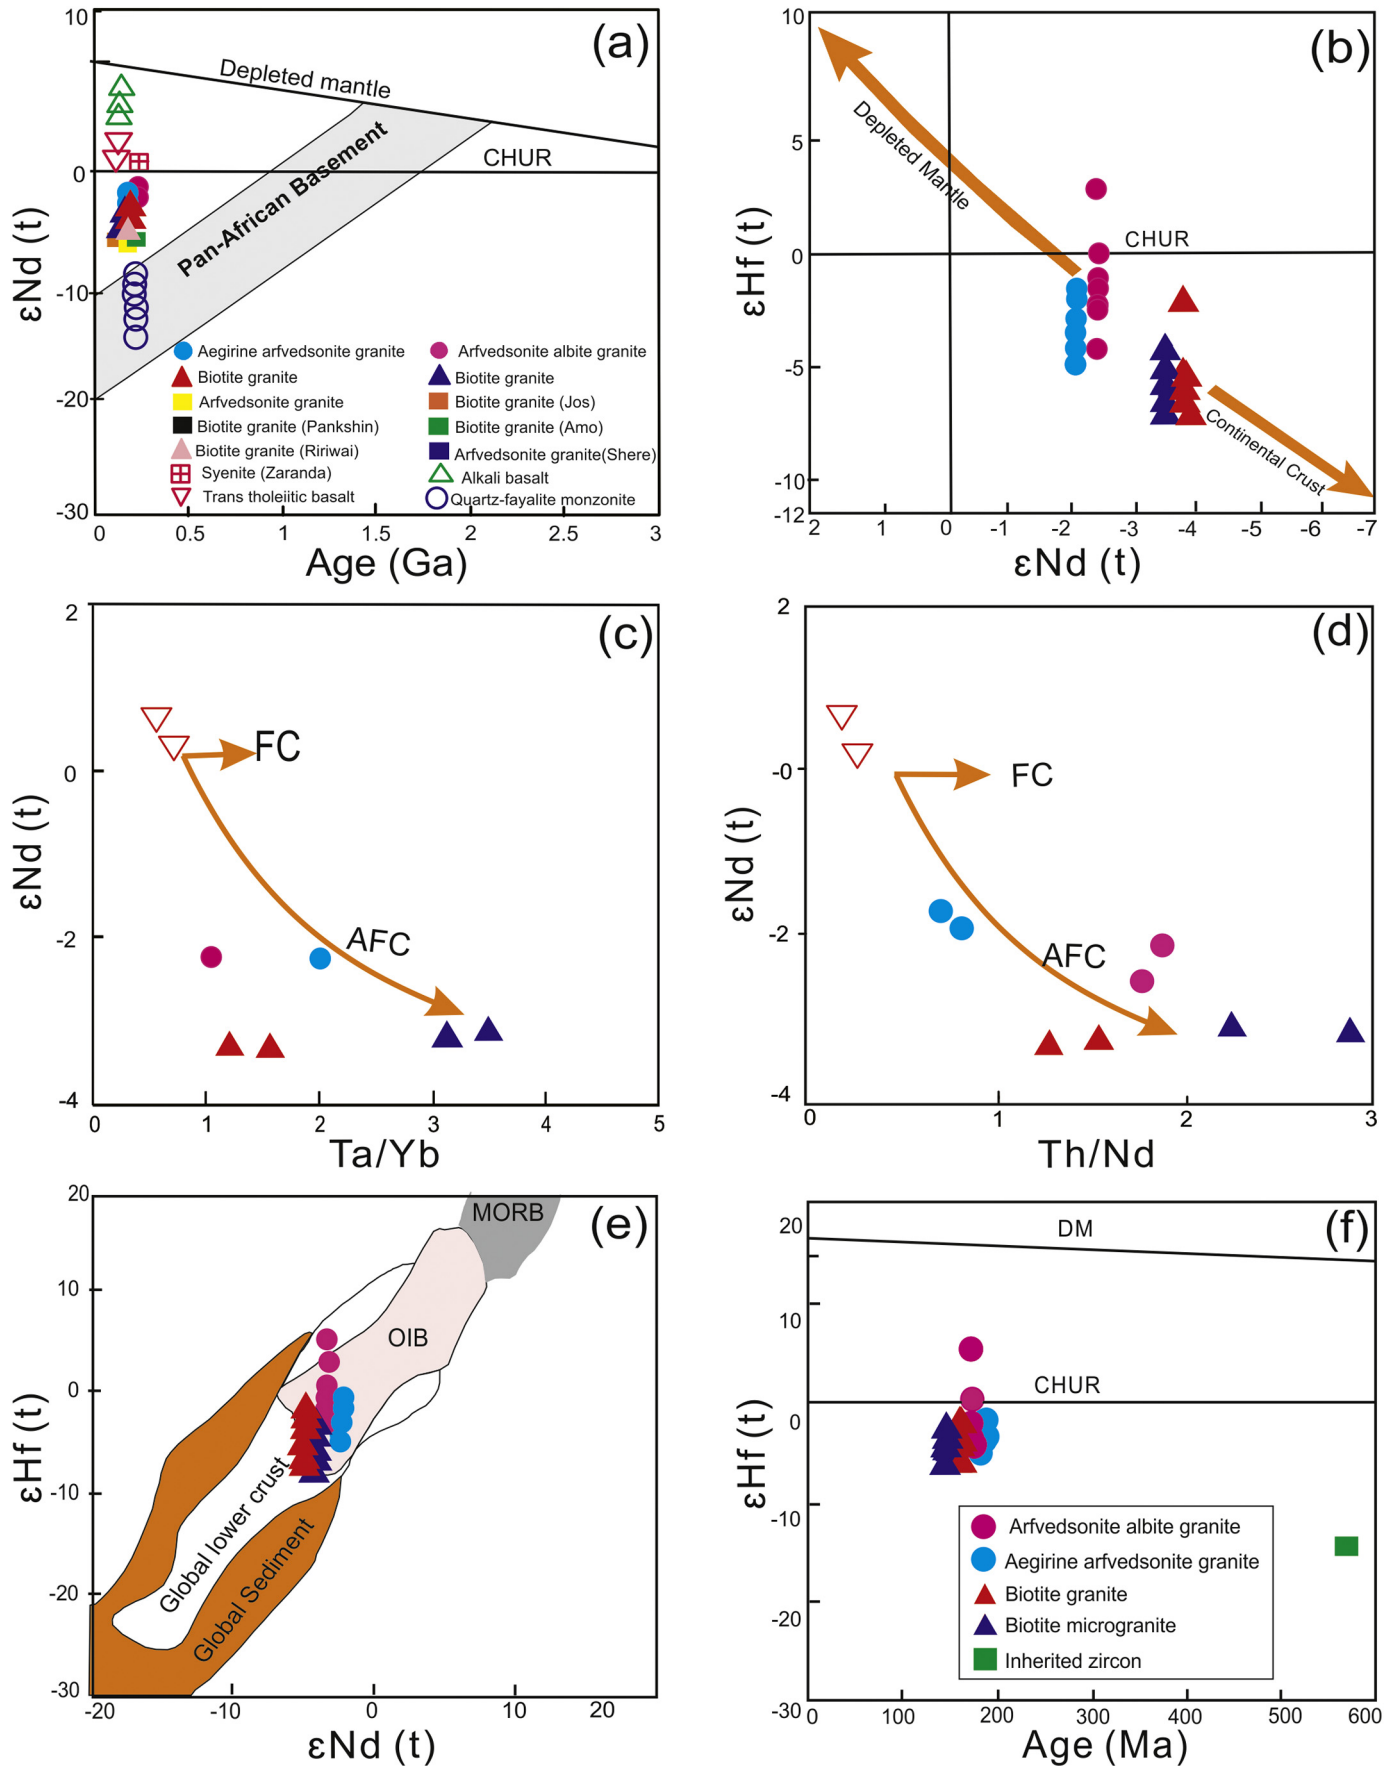 (a)
10
0
-10
-20
-30
εNd (t)
Depleted mantle
CHUR
Pan-African Basement
Aegirine arfvedsonite granite
Arfvedsonite albite granite
Biotite granite
Biotite granite
Arfvedsonite granite
Biotite granite (Jos)
Biotite granite (Pankshin)
Biotite granite (Amo)
Biotite granite (Ririwai)
Arfvedsonite granite(Shere)
Syenite (Zaranda)
Alkali basalt
Trans tholeiitic basalt
Quartz-fayalite monzonite
0 0.5 1 1.5 2 2.5 3
Age (Ga)
(b)
10
5
0
-5
-10
-12
εHf (t)
Depleted Mantle
CHUR
Continental Crust
2 1 0 -1 -2 -3 -4 -5 -6 -7
εNd (t)
(c)
2
0
-2
-4
εNd (t)
FC
AFC
0 1 2 3 4 5
Ta/Yb
(d)
2
-0
-2
-4
εNd (t)
FC
AFC
0 1 2 3
Th/Nd
(e)
20
10
0
-10
-20
-30
εHf (t)
MORB
OIB
Global lower crust
Global Sediment
-20 -10 0 10 20
εNd (t)
(f)
20
10
0
-10
-20
-30
εHf (t)
DM
CHUR
Arfvedsonite albite granite
Aegirine arfvedsonite granite
Biotite granite
Biotite microgranite
Inherited zircon
0 100 200 300 400 500 600
Age (Ma)